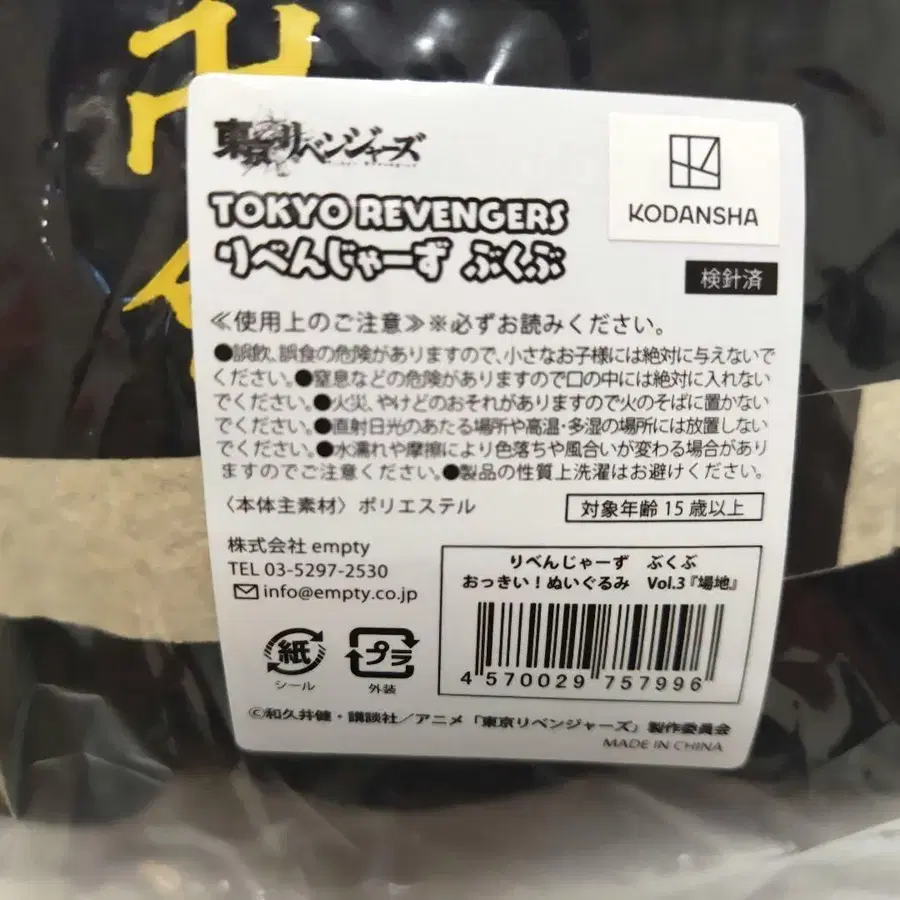 卍
東京リベンジャーズ
TOKYO REVENGERS
りべんじゃーず ぶくぶ
KODANSHA
検針済
≪使用上のご注意≫※必ずお読みください。
●誤飲、誤食の危険がありますので、小さなお子様には絶対に与えないで
ください。●窒息などの危険がありますので口の中には絶対に入れない
でください。●火災、やけどのおそれがありますので火のそばに置かない
でください。●直射日光のあたる場所や高温・多湿の場所には放置しない
でください。●水濡れや摩擦により色落ちや風合いが変わる場合があり
ますのでご注意ください。●製品の性質上洗濯はお避けください。
〈本体主素材〉ポリエステル
対象年齢 15 歳以上
株式会社 empty
TEL 03-5297-2530
info@empty.co.jp
りべんじゃーず ぶくぶ
おっきい！ぬいぐるみ Vol.3『場地』
4 570029 757996
紙
シール
プラ
外装
©和久井健・講談社／アニメ「東京リベンジャーズ」製作委員会
MADE IN CHINA